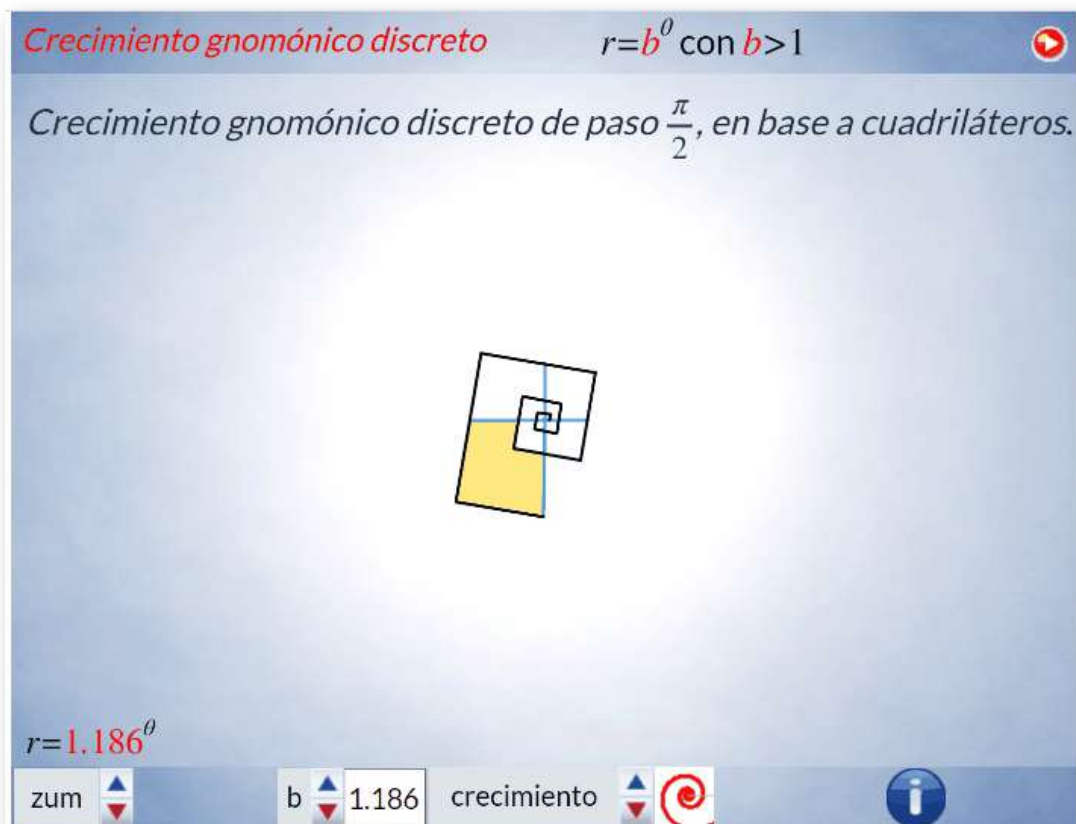 Crecimiento gnomónico discreto r=b^θ con b>1
Crecimiento gnomónico discreto de paso π/2, en base a cuadriláteros.
r=1.186^θ
zum b 1.186 crecimiento i